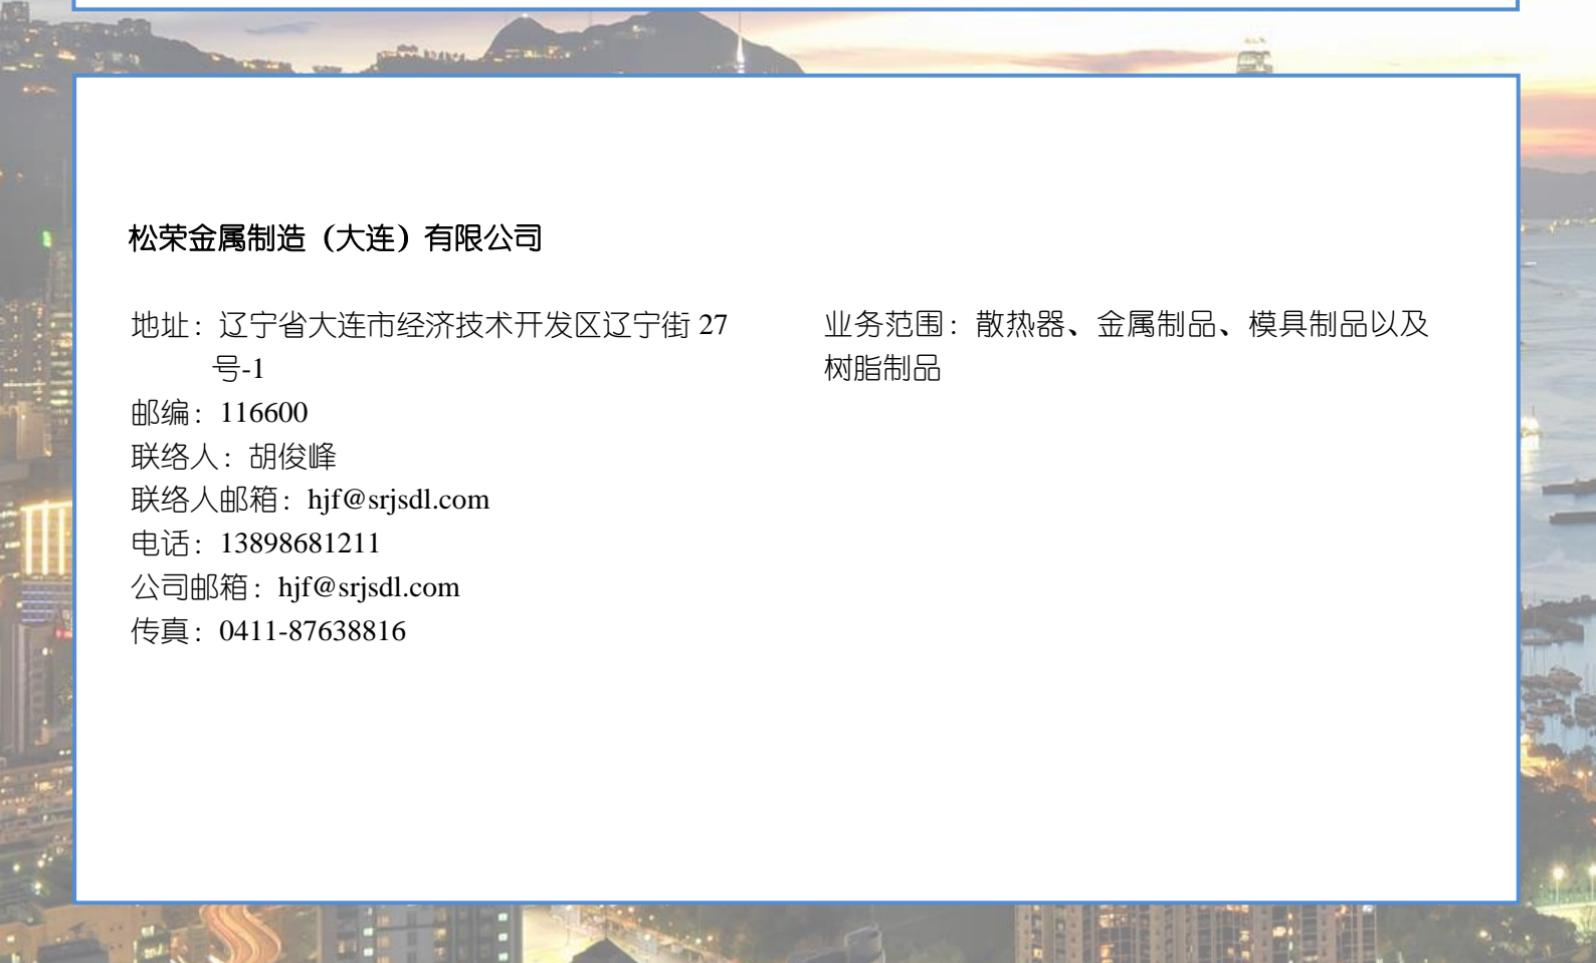 松荣金属制造（大连）有限公司
地址：辽宁省大连市经济技术开发区辽宁街 27
号-1
邮编：116600
联络人：胡俊峰
联络人邮箱：hjf@srjsdl.com
电话：13898681211
公司邮箱：hjf@srjsdl.com
传真：0411-87638816
业务范围：散热器、金属制品、模具制品以及
树脂制品